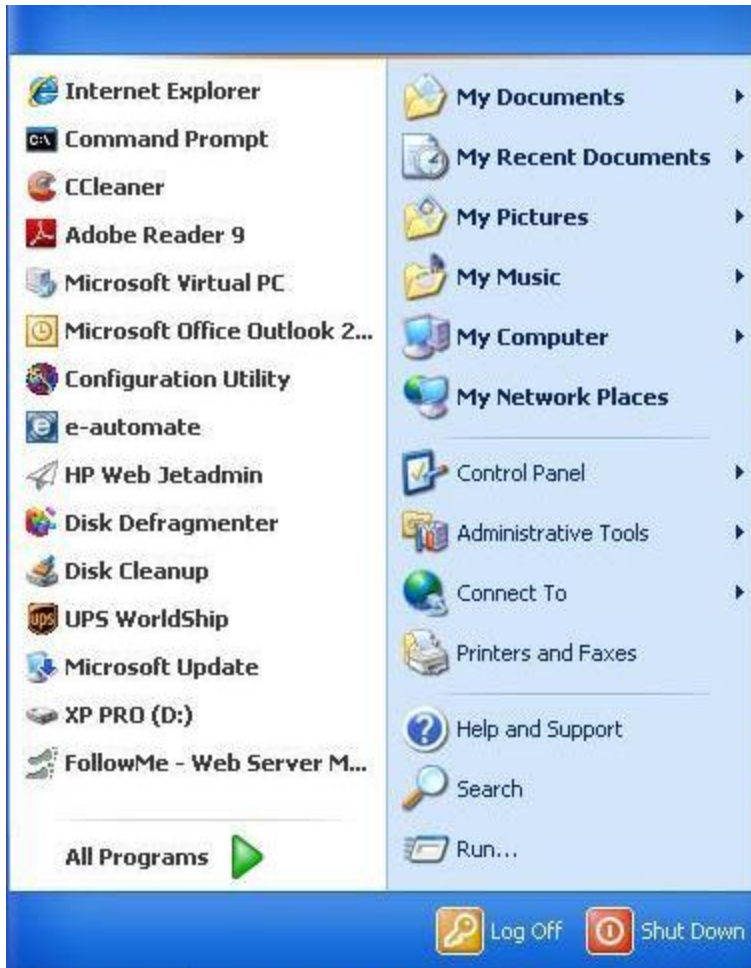 Internet Explorer
Command Prompt
CCleaner
Adobe Reader 9
Microsoft Virtual PC
Microsoft Office Outlook 2...
Configuration Utility
e-automate
HP Web Jetadmin
Disk Defragmenter
Disk Cleanup
UPS WorldShip
Microsoft Update
XP PRO (D:)
FollowMe - Web Server M...
All Programs
My Documents
My Recent Documents
My Pictures
My Music
My Computer
My Network Places
Control Panel
Administrative Tools
Connect To
Printers and Faxes
Help and Support
Search
Run...
Log Off
Shut Down